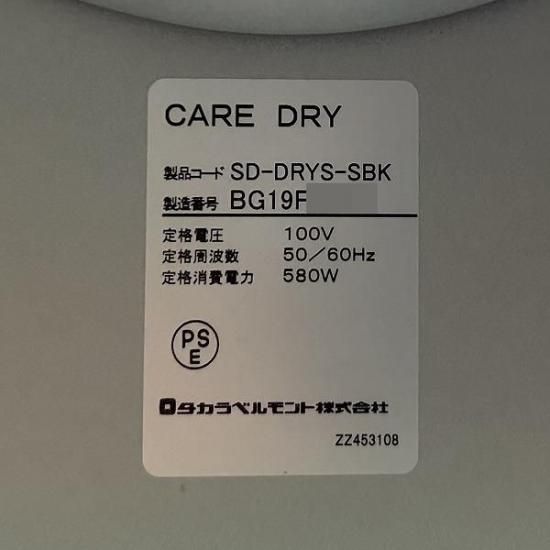 CARE DRY
製品コード SD-DRYS-SBK
製造番号 BG19F
定格電圧 100V
定格周波数 50/60Hz
定格消費電力 580W
PS
E
タカラベルモント株式会社
ZZ453108